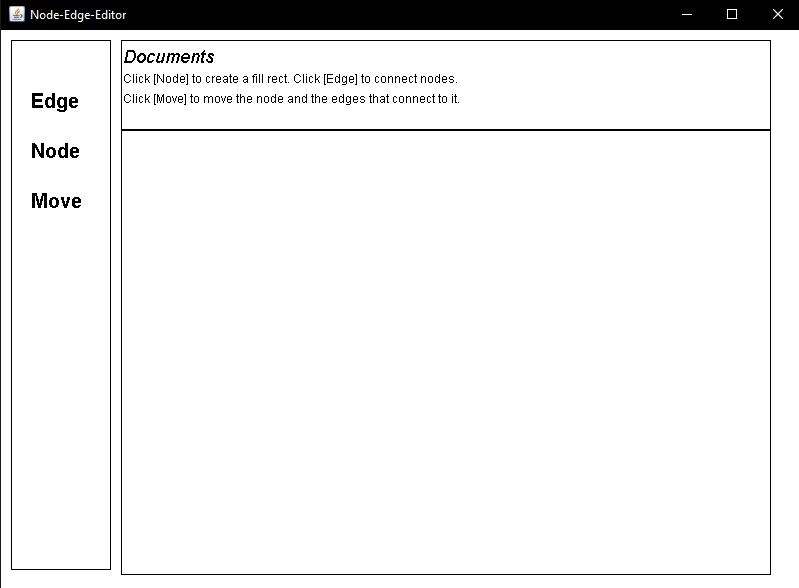 Node-Edge-Editor
Edge
Node
Move
Documents
Click [Node] to create a fill rect. Click [Edge] to connect nodes.
Click [Move] to move the node and the edges that connect to it.